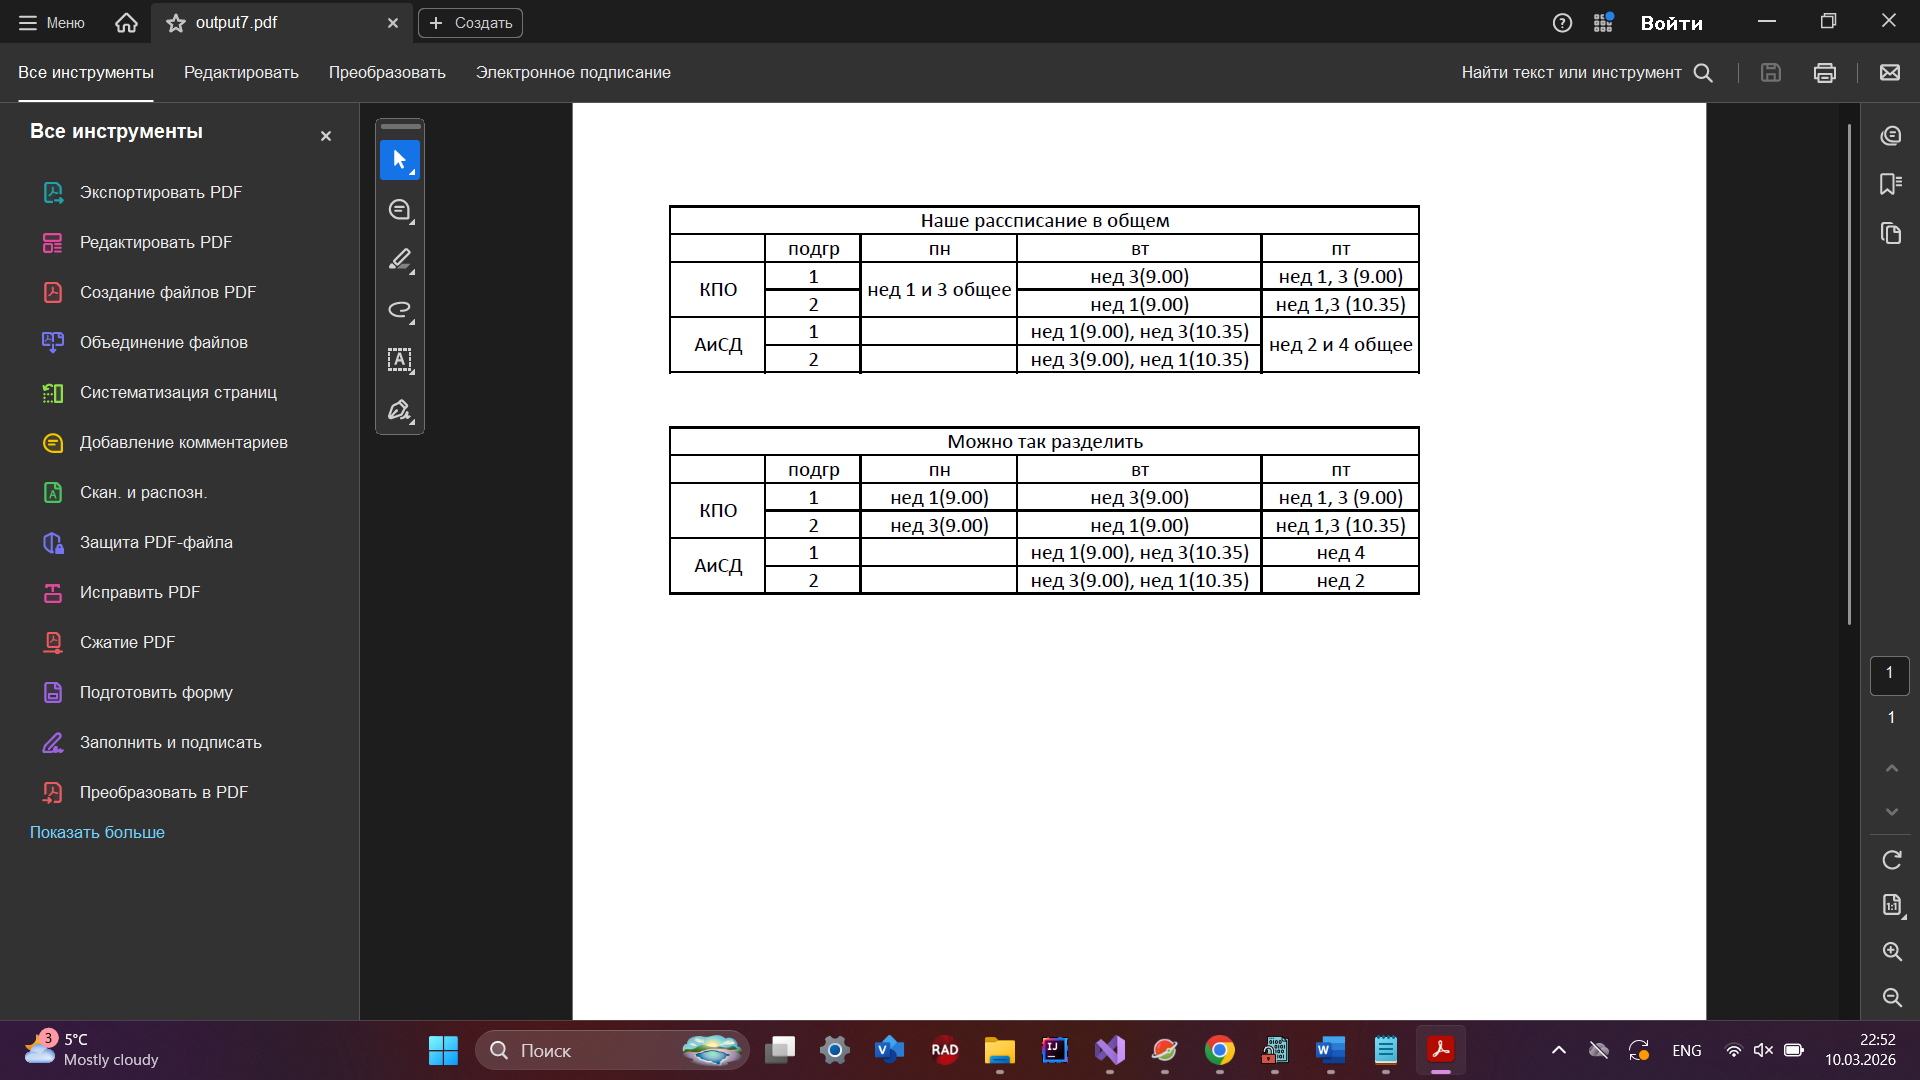 Меню
output7.pdf
Создать
Войти
Все инструменты
Редактировать
Преобразовать
Электронное подписание
Найти текст или инструмент
Все инструменты
Экспортировать PDF
Редактировать PDF
Создание файлов PDF
Объединение файлов
Систематизация страниц
Добавление комментариев
Скан. и распозн.
Защита PDF-файла
Исправить PDF
Сжатие PDF
Подготовить форму
Заполнить и подписать
Преобразовать в PDF
Показать больше
Наше рассписание в общем
подгр пн вт пт
КПО 1 нед 1 и 3 общее нед 3(9.00) нед 1, 3 (9.00)
2 нед 1(9.00) нед 1,3 (10.35)
АиСД 1 нед 1(9.00), нед 3(10.35) нед 2 и 4 общее
2 нед 3(9.00), нед 1(10.35)
Можно так разделить
подгр пн вт пт
КПО 1 нед 1(9.00) нед 3(9.00) нед 1, 3 (9.00)
2 нед 3(9.00) нед 1(9.00) нед 1,3 (10.35)
АиСД 1 нед 1(9.00), нед 3(10.35) нед 4
2 нед 3(9.00), нед 1(10.35) нед 2
1
1
3
5°C
Mostly cloudy
Поиск
RAD
ENG
22:52
10.03.2026